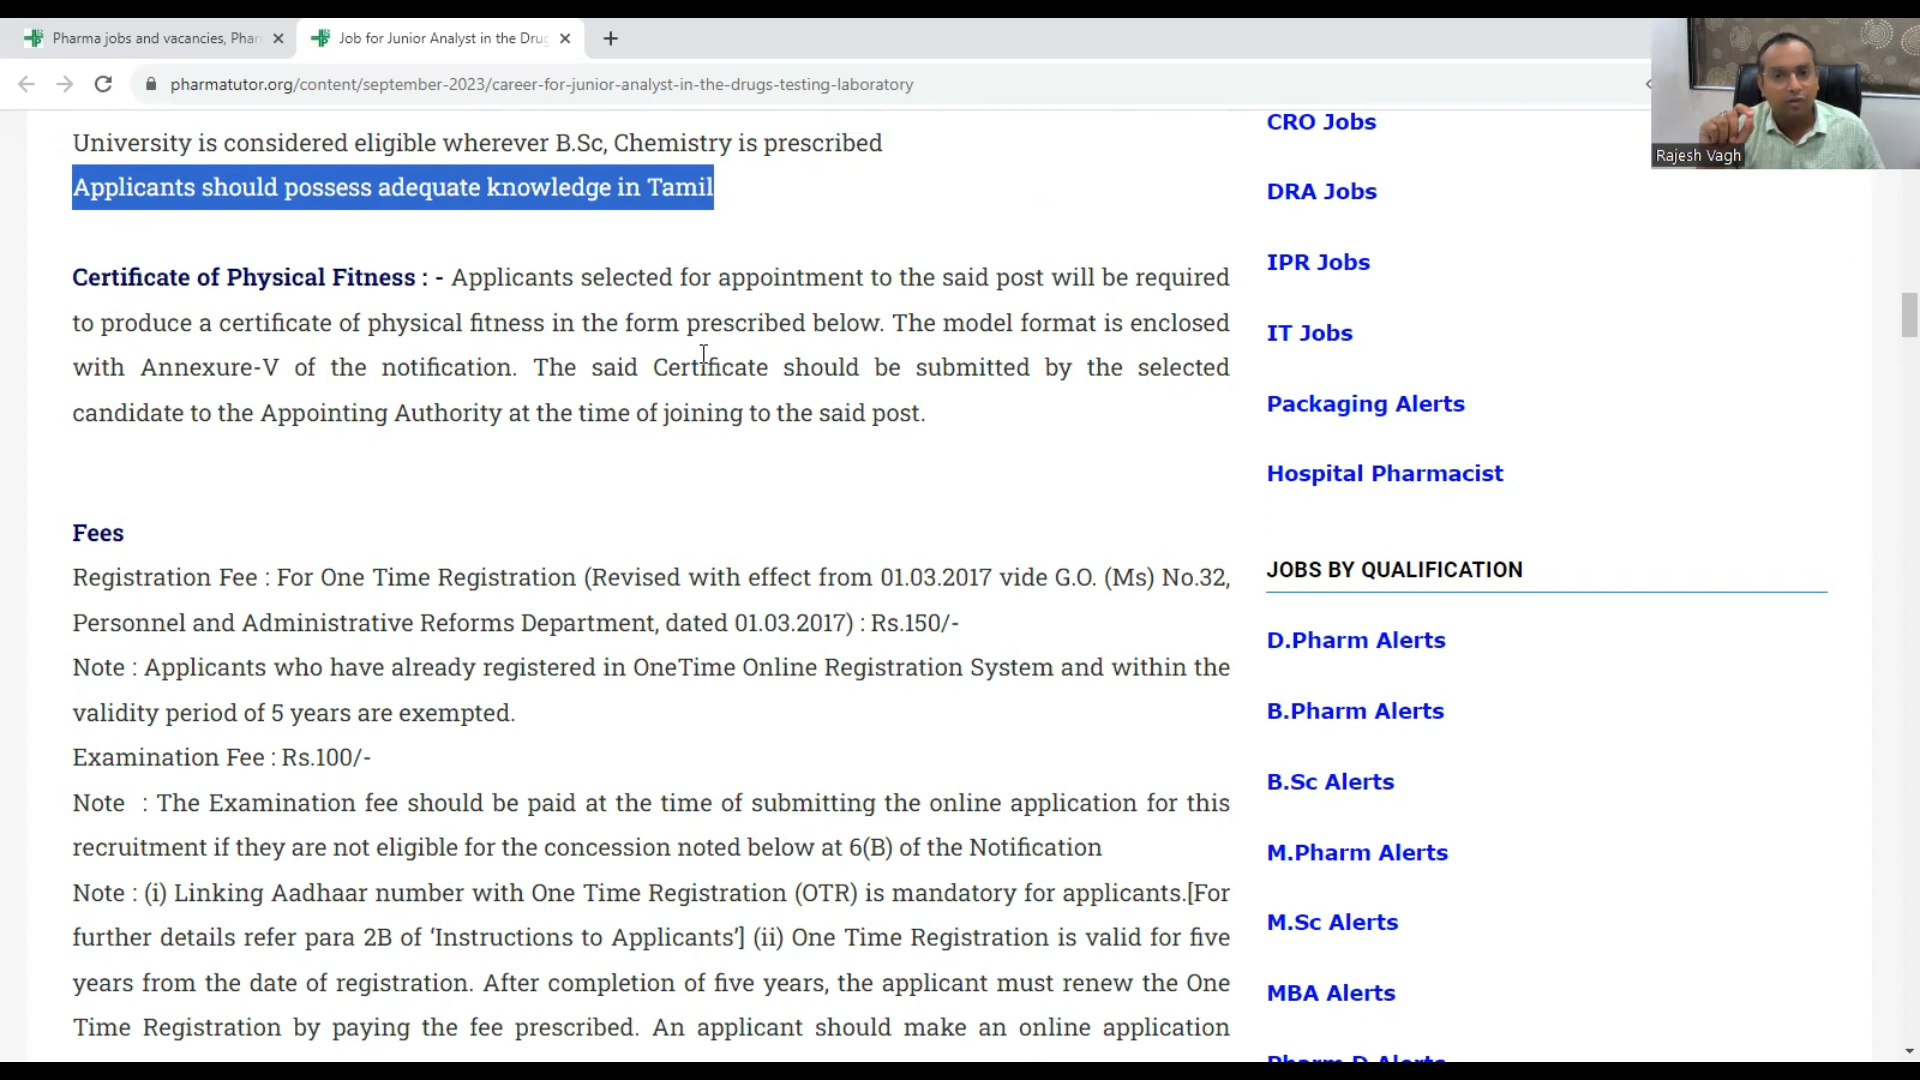 Pharma jobs and vacancies, Phar
Job for Junior Analyst in the Drug
pharmatutor.org/content/september-2023/career-for-junior-analyst-in-the-drugs-testing-laboratory
Rajesh Vagh
University is considered eligible wherever B.Sc, Chemistry is prescribed
Applicants should possess adequate knowledge in Tamil
Certificate of Physical Fitness : - Applicants selected for appointment to the said post will be required
to produce a certificate of physical fitness in the form prescribed below. The model format is enclosed
with Annexure-V of the notification. The said Certificate should be submitted by the selected
candidate to the Appointing Authority at the time of joining to the said post.
Fees
Registration Fee : For One Time Registration (Revised with effect from 01.03.2017 vide G.O. (Ms) No.32,
Personnel and Administrative Reforms Department, dated 01.03.2017) : Rs.150/-
Note : Applicants who have already registered in OneTime Online Registration System and within the
validity period of 5 years are exempted.
Examination Fee : Rs.100/-
Note : The Examination fee should be paid at the time of submitting the online application for this
recruitment if they are not eligible for the concession noted below at 6(B) of the Notification
Note : (i) Linking Aadhaar number with One Time Registration (OTR) is mandatory for applicants.[For
further details refer para 2B of ‘Instructions to Applicants’] (ii) One Time Registration is valid for five
years from the date of registration. After completion of five years, the applicant must renew the One
Time Registration by paying the fee prescribed. An applicant should make an online application
CRO Jobs
DRA Jobs
IPR Jobs
IT Jobs
Packaging Alerts
Hospital Pharmacist
JOBS BY QUALIFICATION
D.Pharm Alerts
B.Pharm Alerts
B.Sc Alerts
M.Pharm Alerts
M.Sc Alerts
MBA Alerts
Pharm D Alerts